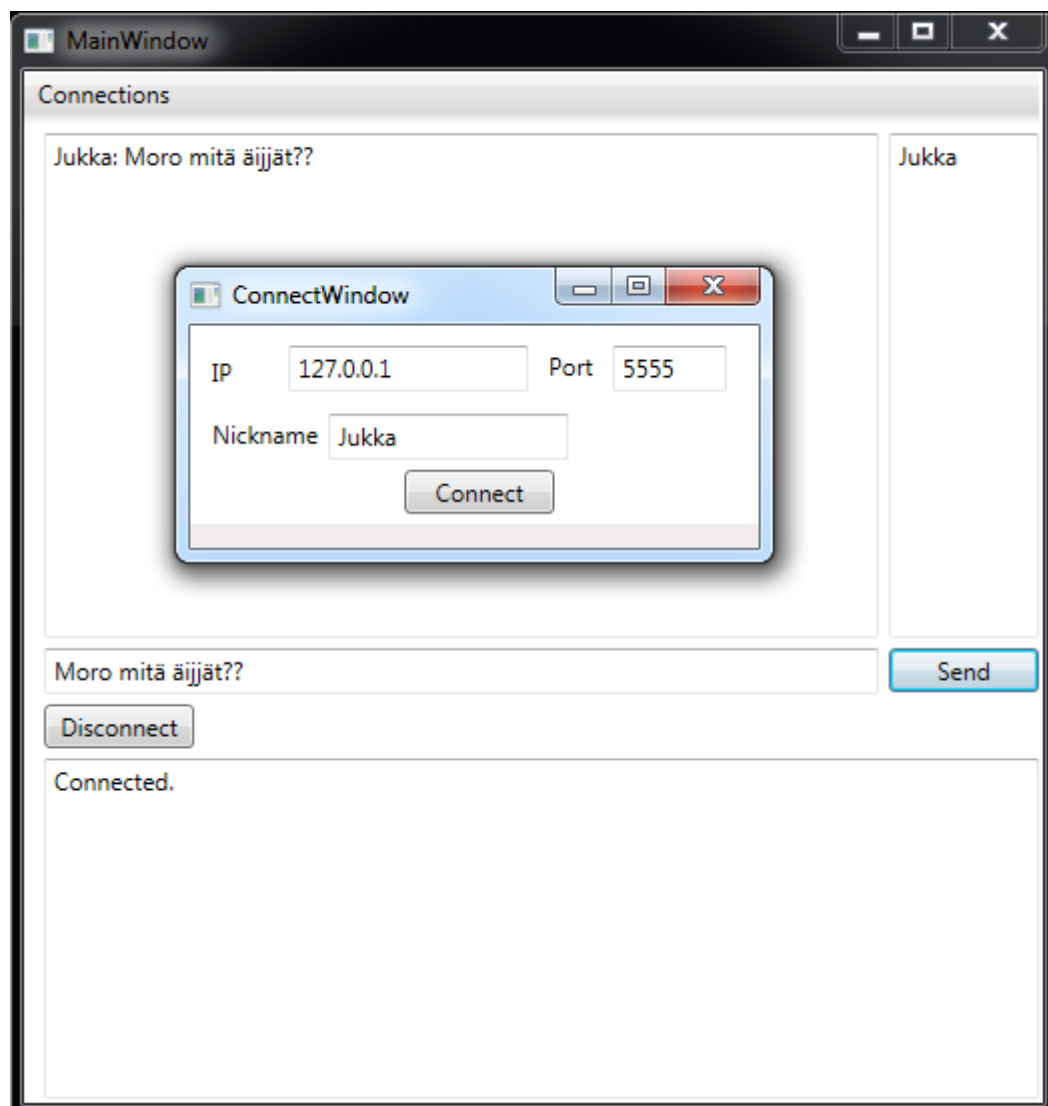 MainWindow
Connections
Jukka: Moro mitä äijjät??
Jukka
ConnectWindow
IP 127.0.0.1 Port 5555
Nickname Jukka
Connect
Moro mitä äijjät?? Send
Disconnect
Connected.